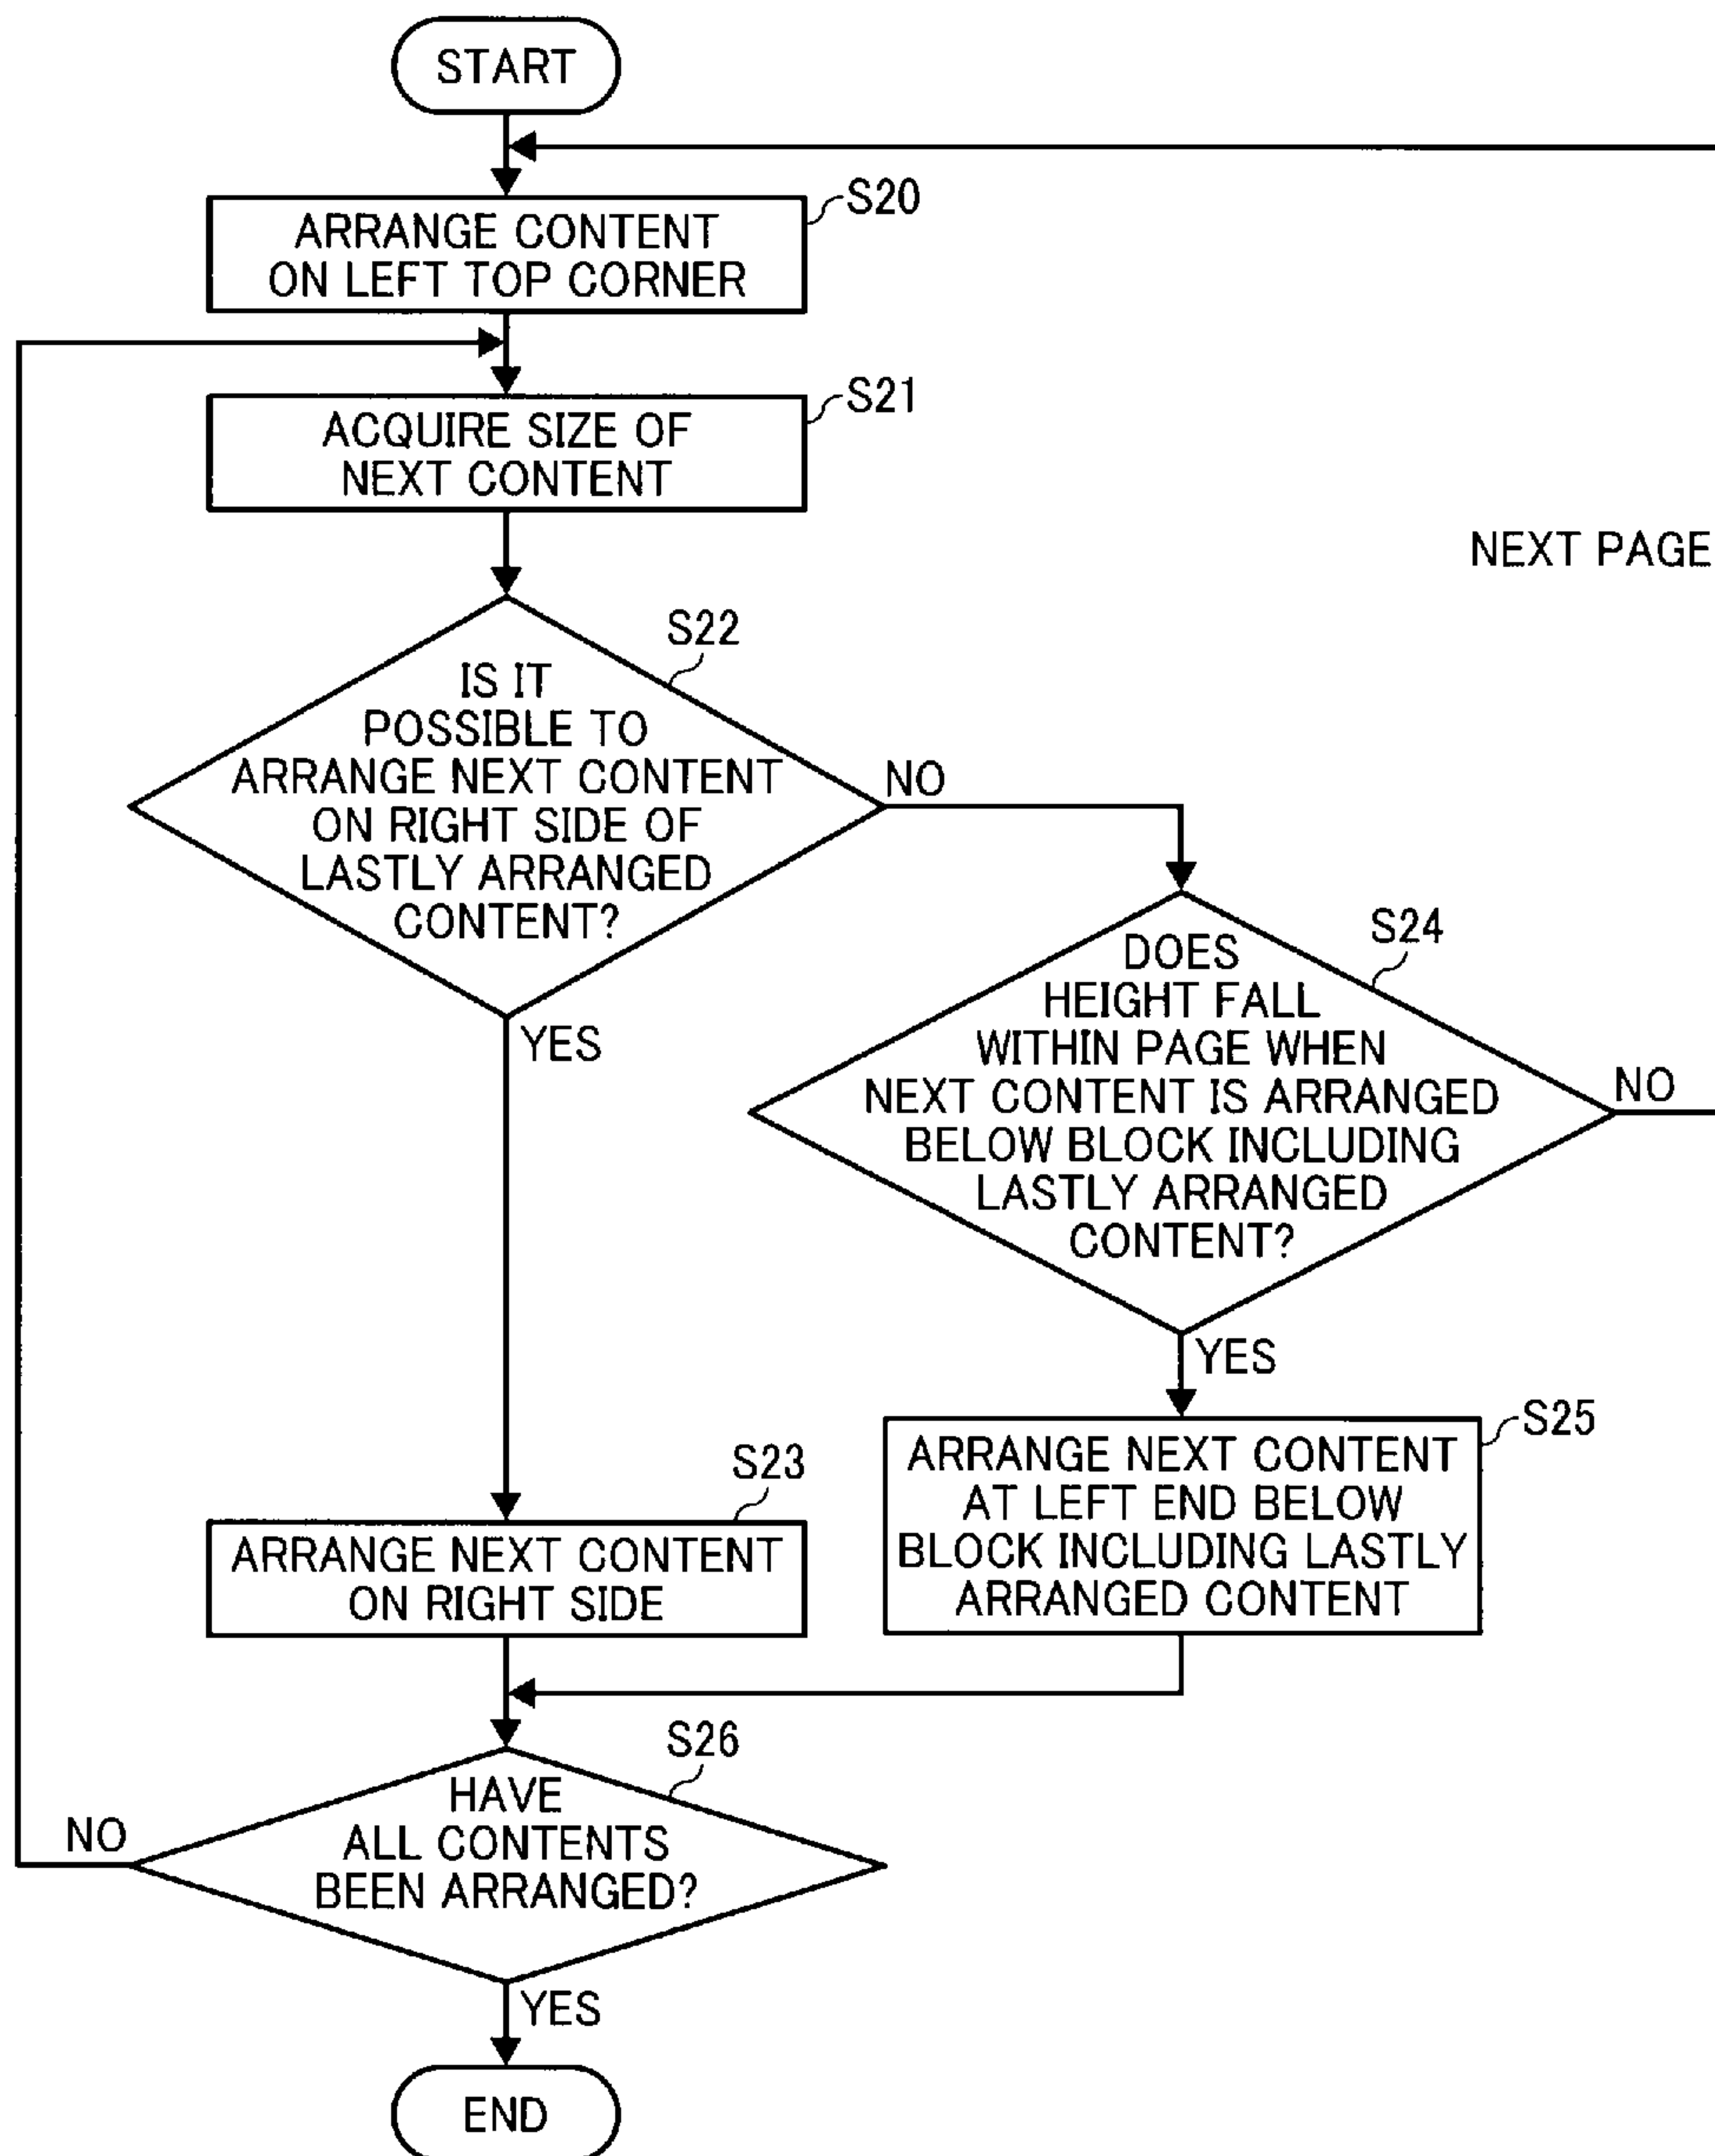 START
S20
ARRANGE CONTENT
ON LEFT TOP CORNER
S21
ACQUIRE SIZE OF
NEXT CONTENT
NEXT PAGE
S22
IS IT
POSSIBLE TO
ARRANGE NEXT CONTENT
ON RIGHT SIDE OF
LASTLY ARRANGED
CONTENT?
NO
YES
S24
DOES
HEIGHT FALL
WITHIN PAGE WHEN
NEXT CONTENT IS ARRANGED
BELOW BLOCK INCLUDING
LASTLY ARRANGED
CONTENT?
NO
YES
S23
ARRANGE NEXT CONTENT
ON RIGHT SIDE
S25
ARRANGE NEXT CONTENT
AT LEFT END BELOW
BLOCK INCLUDING LASTLY
ARRANGED CONTENT
S26
HAVE
ALL CONTENTS
BEEN ARRANGED?
NO
YES
END